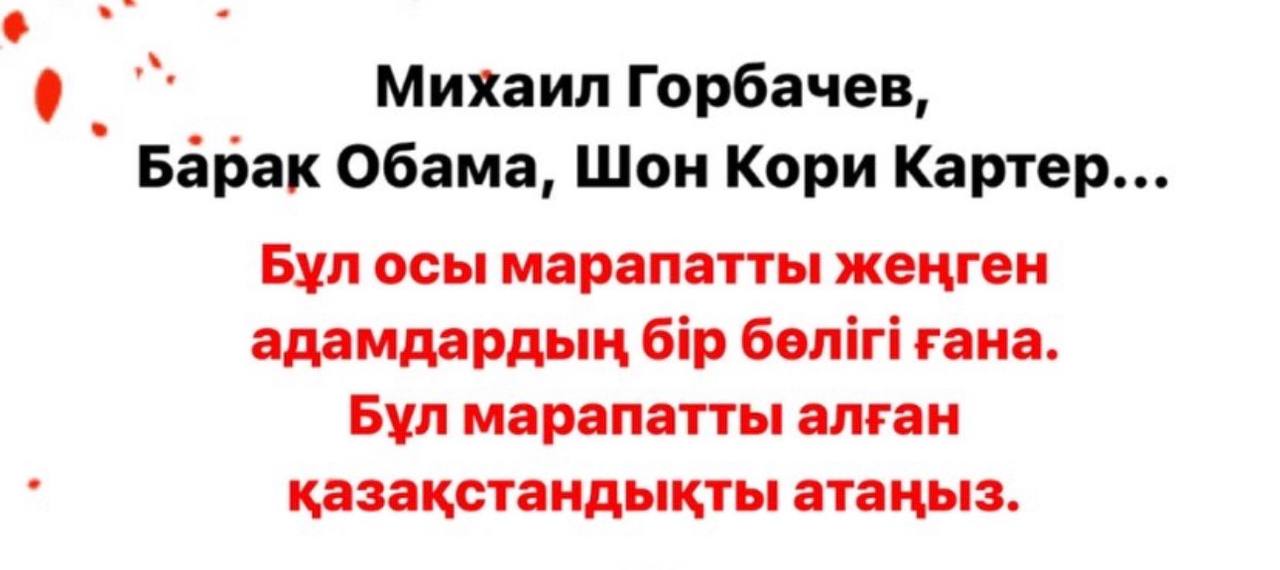 Михаил Горбачев,
Барак Обама, Шон Кори Картер...
Бұл осы марапатты жеңген
адамдардың бір бөлігі ғана.
Бұл марапатты алған
қазақстандықты атаңыз.